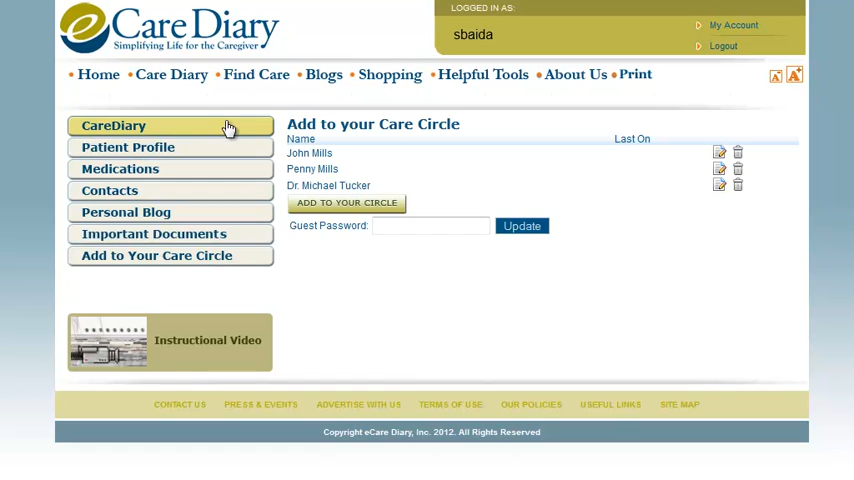 LOGGED IN AS:
eCare Diary
Simplifying Life for the Caregiver
sbaida
My Account
Logout
Home Care Diary Find Care Blogs Shopping Helpful Tools About Us Print
A- A+
CareDiary
Patient Profile
Medications
Contacts
Personal Blog
Important Documents
Add to Your Care Circle
Instructional Video
Add to your Care Circle
Name Last On
John Mills
Penny Mills
Dr. Michael Tucker
ADD TO YOUR CIRCLE
Guest Password: Update
CONTACT US PRESS & EVENTS ADVERTISE WITH US TERMS OF USE OUR POLICIES USEFUL LINKS SITE MAP
Copyright eCare Diary, Inc. 2012. All Rights Reserved